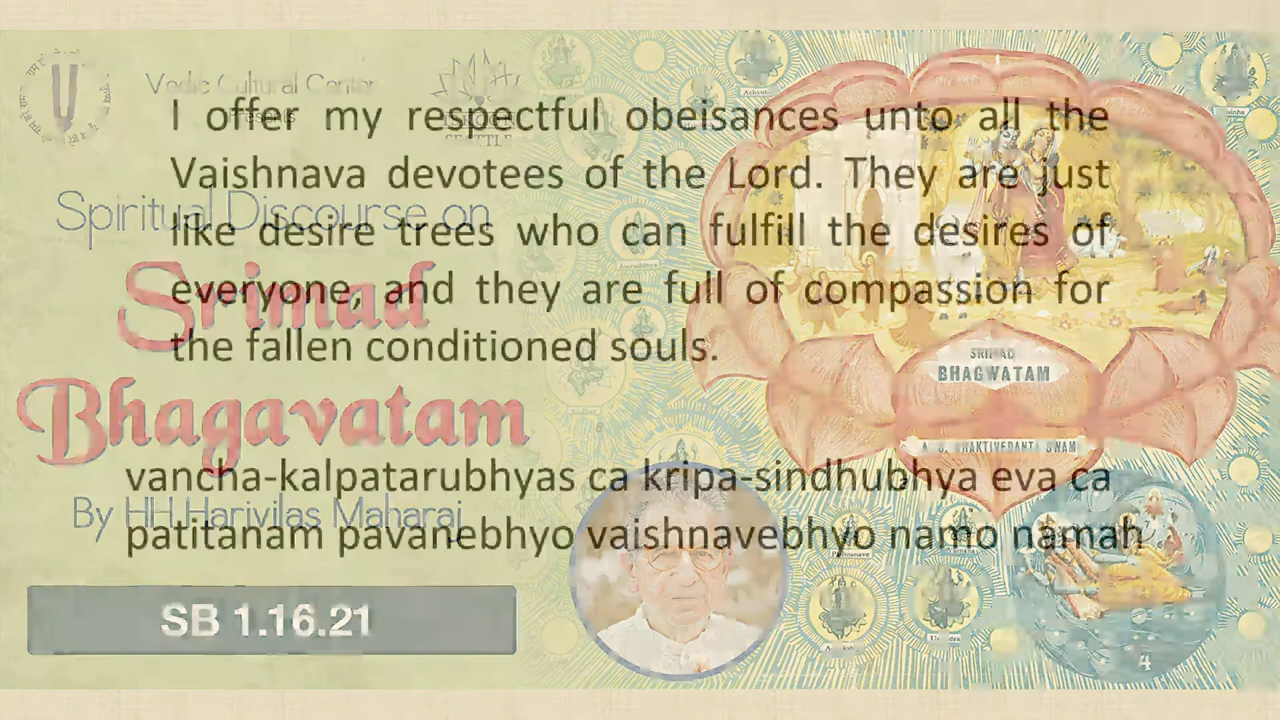 Vedic Cultural Center
Presents
I offer my respectful obeisances unto all the
Vaishnava devotees of the Lord. They are just
like desire trees who can fulfill the desires of
everyone, and they are full of compassion for
the fallen conditioned souls.
vancha-kalpatarubhyas ca kripa-sindhubhya eva ca
patitanam pavanebhyo vaishnavebhyo namo namah
Spiritual Discourse on
Srimad
Bhagavatam
By HH Harivilas Maharaj
SB 1.16.21
SRIMAD
BHAGWATAM
4